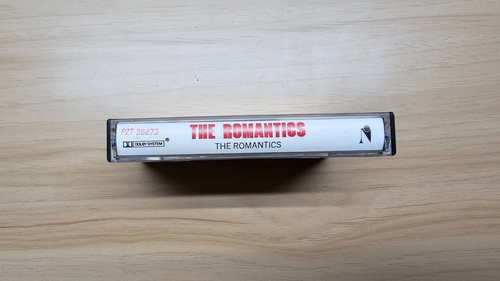 PZT 36273
THE ROMANTICS
DOLBY SYSTEM
THE ROMANTICS
N